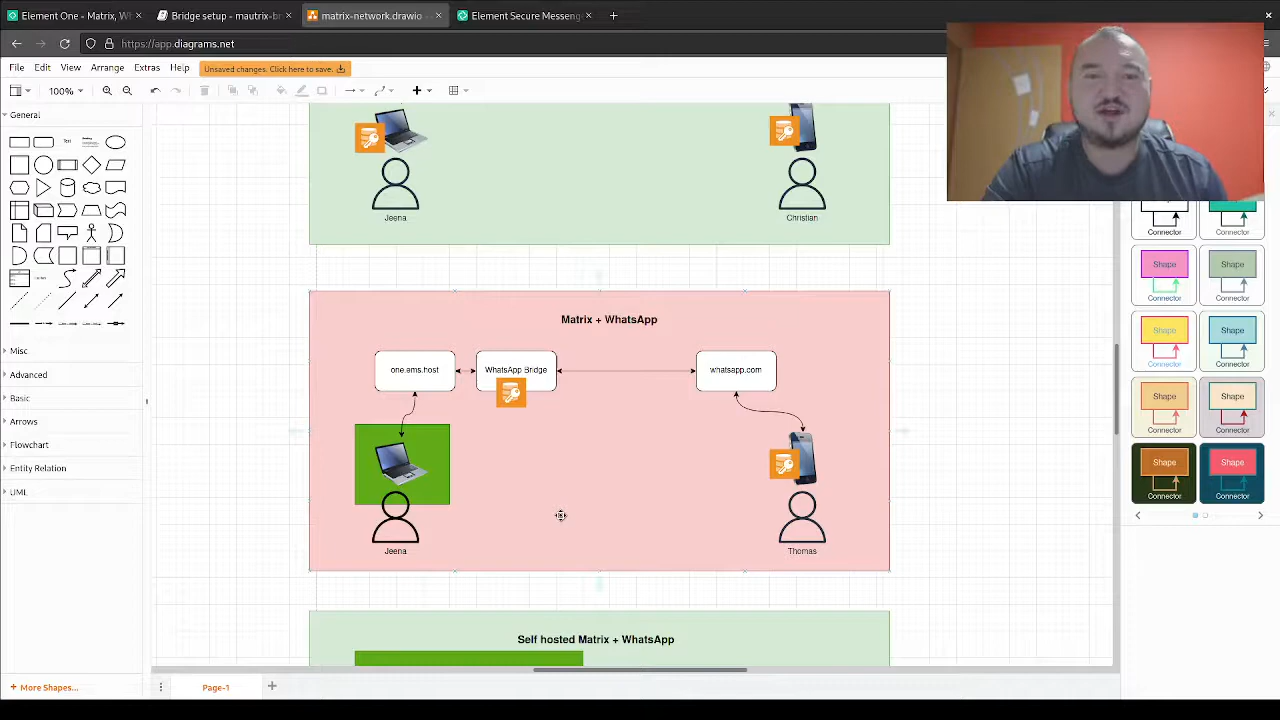 Element One - Matrix, W
Bridge setup - mautrix-b
matrix-network.drawio
Element Secure Messeng
https://app.diagrams.net
File Edit View Arrange Extras Help
Unsaved changes. Click here to save.
100%
General
Text
Heading
Misc
Advanced
Basic
Arrows
Flowchart
Entity Relation
UML
+ More Shapes...
Jeena
Christian
Matrix + WhatsApp
one.ems.host
WhatsApp Bridge
whatsapp.com
Jeena
Thomas
Self hosted Matrix + WhatsApp
Connector
Connector
Shape
Shape
Connector
Connector
Shape
Shape
Connector
Connector
Shape
Shape
Connector
Connector
Shape
Shape
Connector
Connector
Page-1